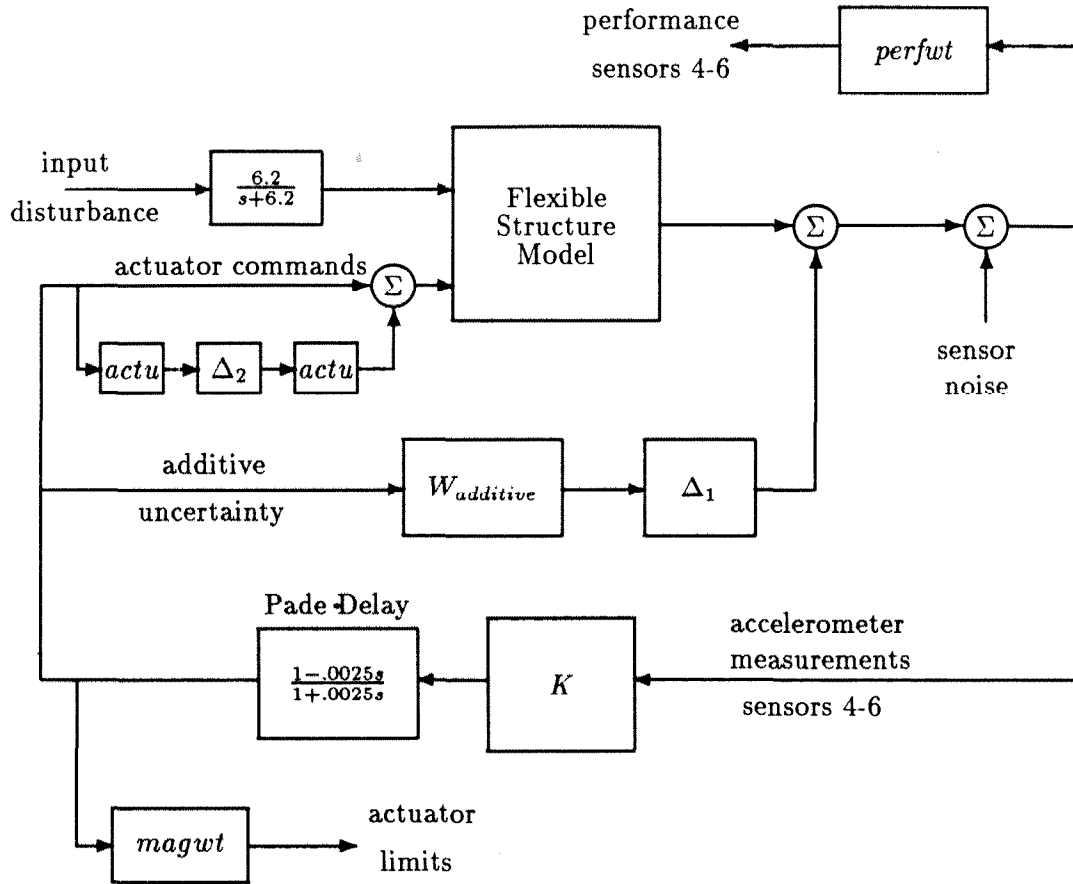 performance
sensors 4-6
perfwt
input
disturbance
6.2
s+6.2
Flexible
Structure
Model
Σ
Σ
actuator commands
Σ
actu
Δ2
actu
sensor
noise
additive
uncertainty
Wadditive
Δ1
Pade Delay
1-.0025s
1+.0025s
K
accelerometer
measurements
sensors 4-6
magwt
actuator
limits